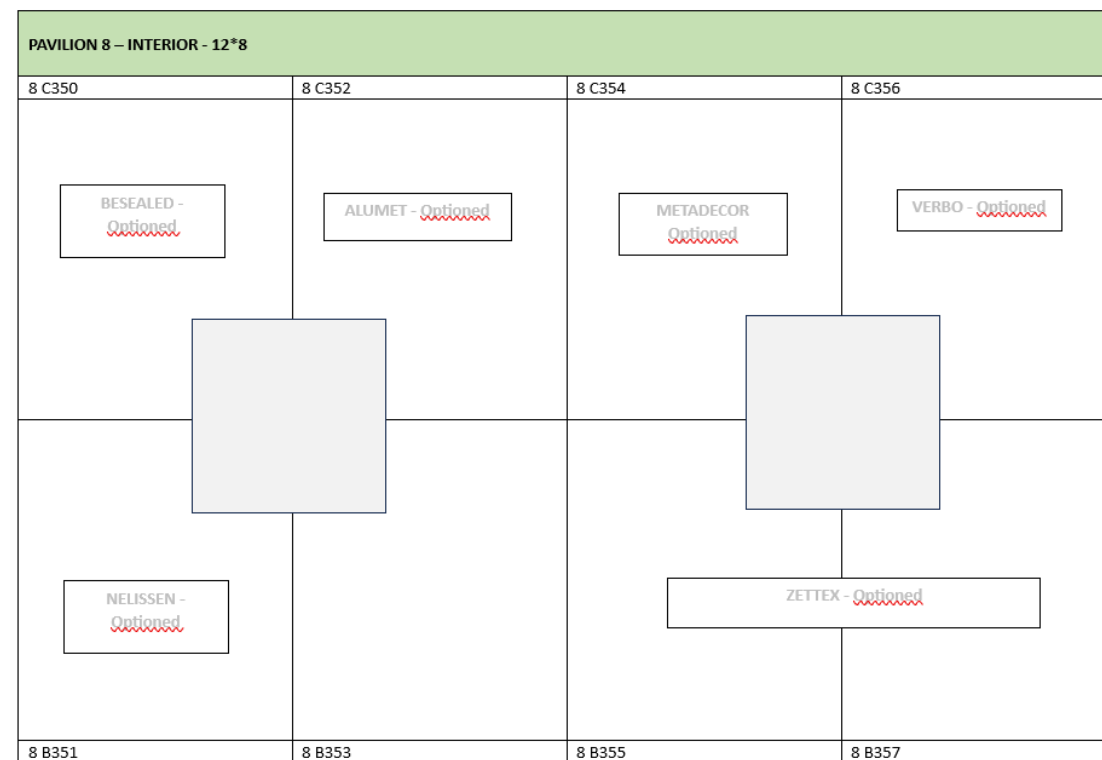 PAVILION 8 – INTERIOR - 12*8
8 C350
8 C352
8 C354
8 C356
BESEALED -
Optioned
ALUMET - Optioned
METADECOR
Optioned
VERBO - Optioned
NELISSEN -
Optioned
ZETTEX - Optioned
8 B351
8 B353
8 B355
8 B357